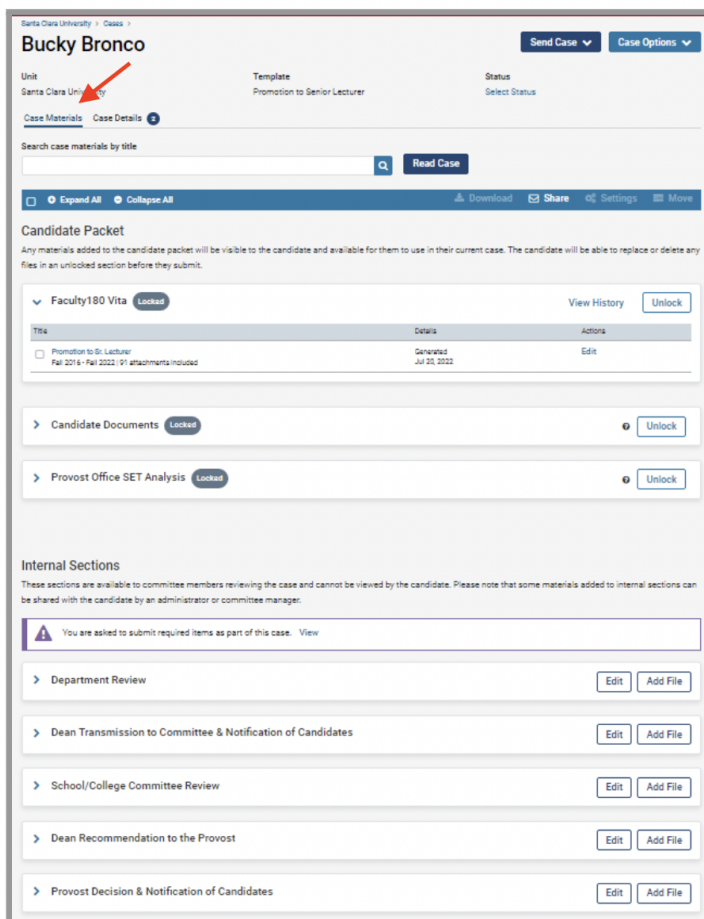 Santa Clara University > Cases >
Bucky Bronco
Send Case
Case Options
Unit
Template
Status
Santa Clara University
Promotion to Senior Lecturer
Select Status
Case Materials
Case Details 2
Search case materials by title
Read Case
Expand All
Collapse All
Download
Share
Settings
Move
Candidate Packet
Any materials added to the candidate packet will be visible to the candidate and available for them to use in their current case. The candidate will be able to replace or delete any
files in an unlocked section before they submit.
Faculty180 Vita Locked
View History
Unlock
Title
Details
Actions
Promotion to Sr. Lecturer
Generated
Edit
Fall 2016 - Fall 2022 | 91 attachments included
Jul 20, 2022
Candidate Documents Locked
Unlock
Provost Office SET Analysis Locked
Unlock
Internal Sections
These sections are available to committee members reviewing the case and cannot be viewed by the candidate. Please note that some materials added to internal sections can
be shared with the candidate by an administrator or committee manager.
You are asked to submit required items as part of this case. View
Department Review
Edit
Add File
Dean Transmission to Committee & Notification of Candidates
Edit
Add File
School/College Committee Review
Edit
Add File
Dean Recommendation to the Provost
Edit
Add File
Provost Decision & Notification of Candidates
Edit
Add File